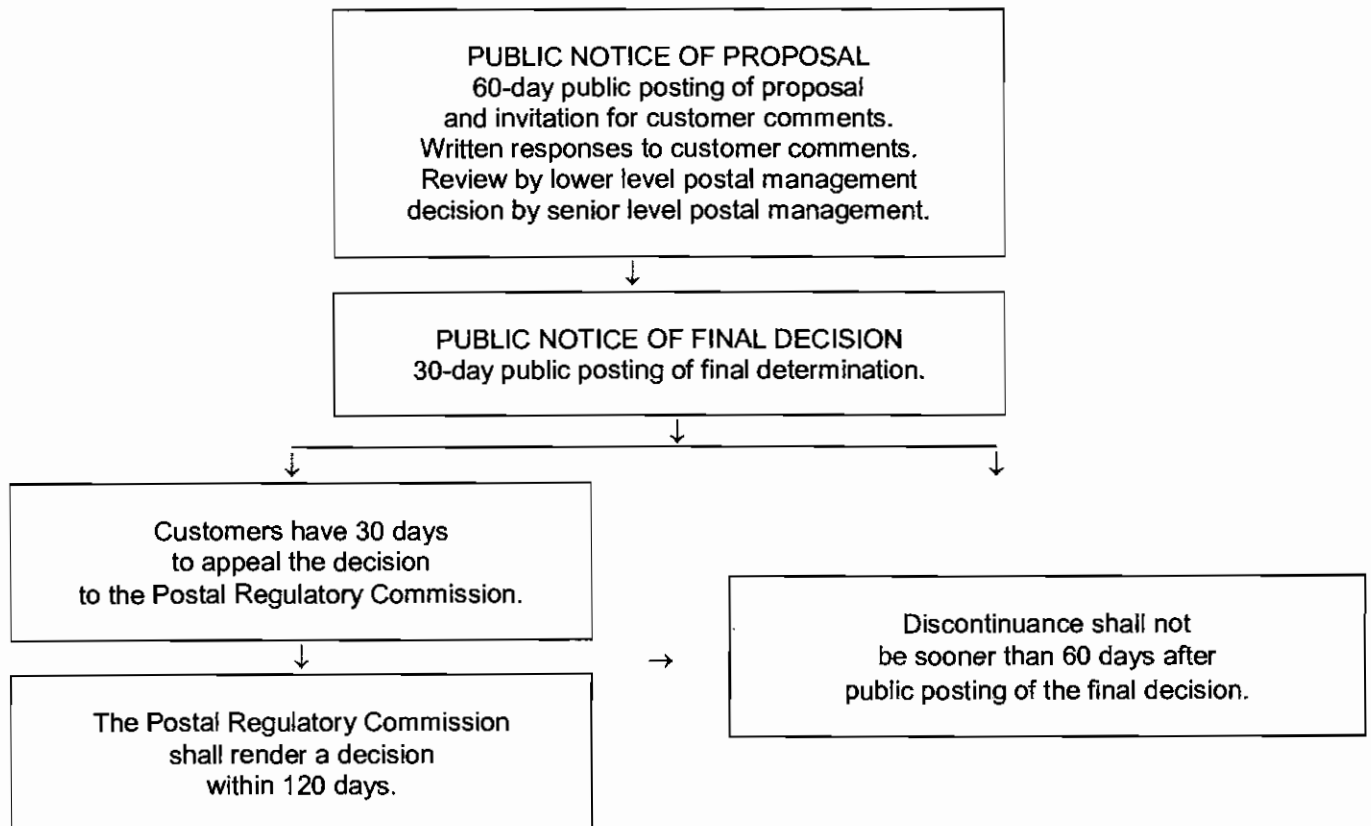 PUBLIC NOTICE OF PROPOSAL
60-day public posting of proposal
and invitation for customer comments.
Written responses to customer comments.
Review by lower level postal management
decision by senior level postal management.
PUBLIC NOTICE OF FINAL DECISION
30-day public posting of final determination.
Customers have 30 days
to appeal the decision
to the Postal Regulatory Commission.
The Postal Regulatory Commission
shall render a decision
within 120 days.
Discontinuance shall not
be sooner than 60 days after
public posting of the final decision.